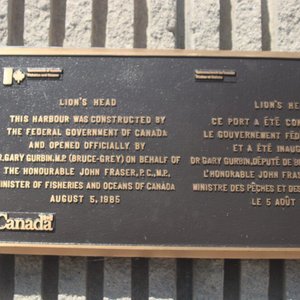 LION'S HEAD
THIS HARBOUR WAS CONSTRUCTED BY
THE FEDERAL GOVERNMENT OF CANADA
AND OPENED OFFICIALLY BY
DR.GARY GURBIN,M.P. (BRUCE-GREY) ON BEHALF OF
THE HONOURABLE JOHN FRASER, P.C.,M.P.,
MINISTER OF FISHERIES AND OCEANS OF CANADA
AUGUST 5, 1985
Canada
LION'S HE
CE PORT A ÉTÉ CON
LE GOUVERNEMENT FÉD
ET A ÉTÉ INAUG
DR GARY GURBIN, DÉPUTÉ DE B
L'HONORABLE JOHN FRASE
MINISTRE DES PÊCHES ET DES
LE 5 AOÛT